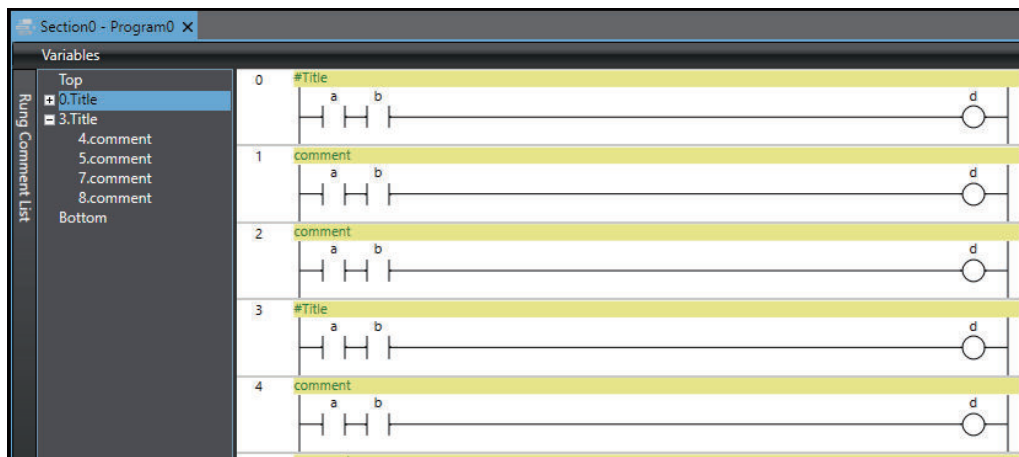 Section0 - Program0
Variables
Rung Comment List
Top
0.Title
3.Title
4.comment
5.comment
7.comment
8.comment
Bottom
0
#Title
a b d
1
comment
a b d
2
comment
a b d
3
#Title
a b d
4
comment
a b d